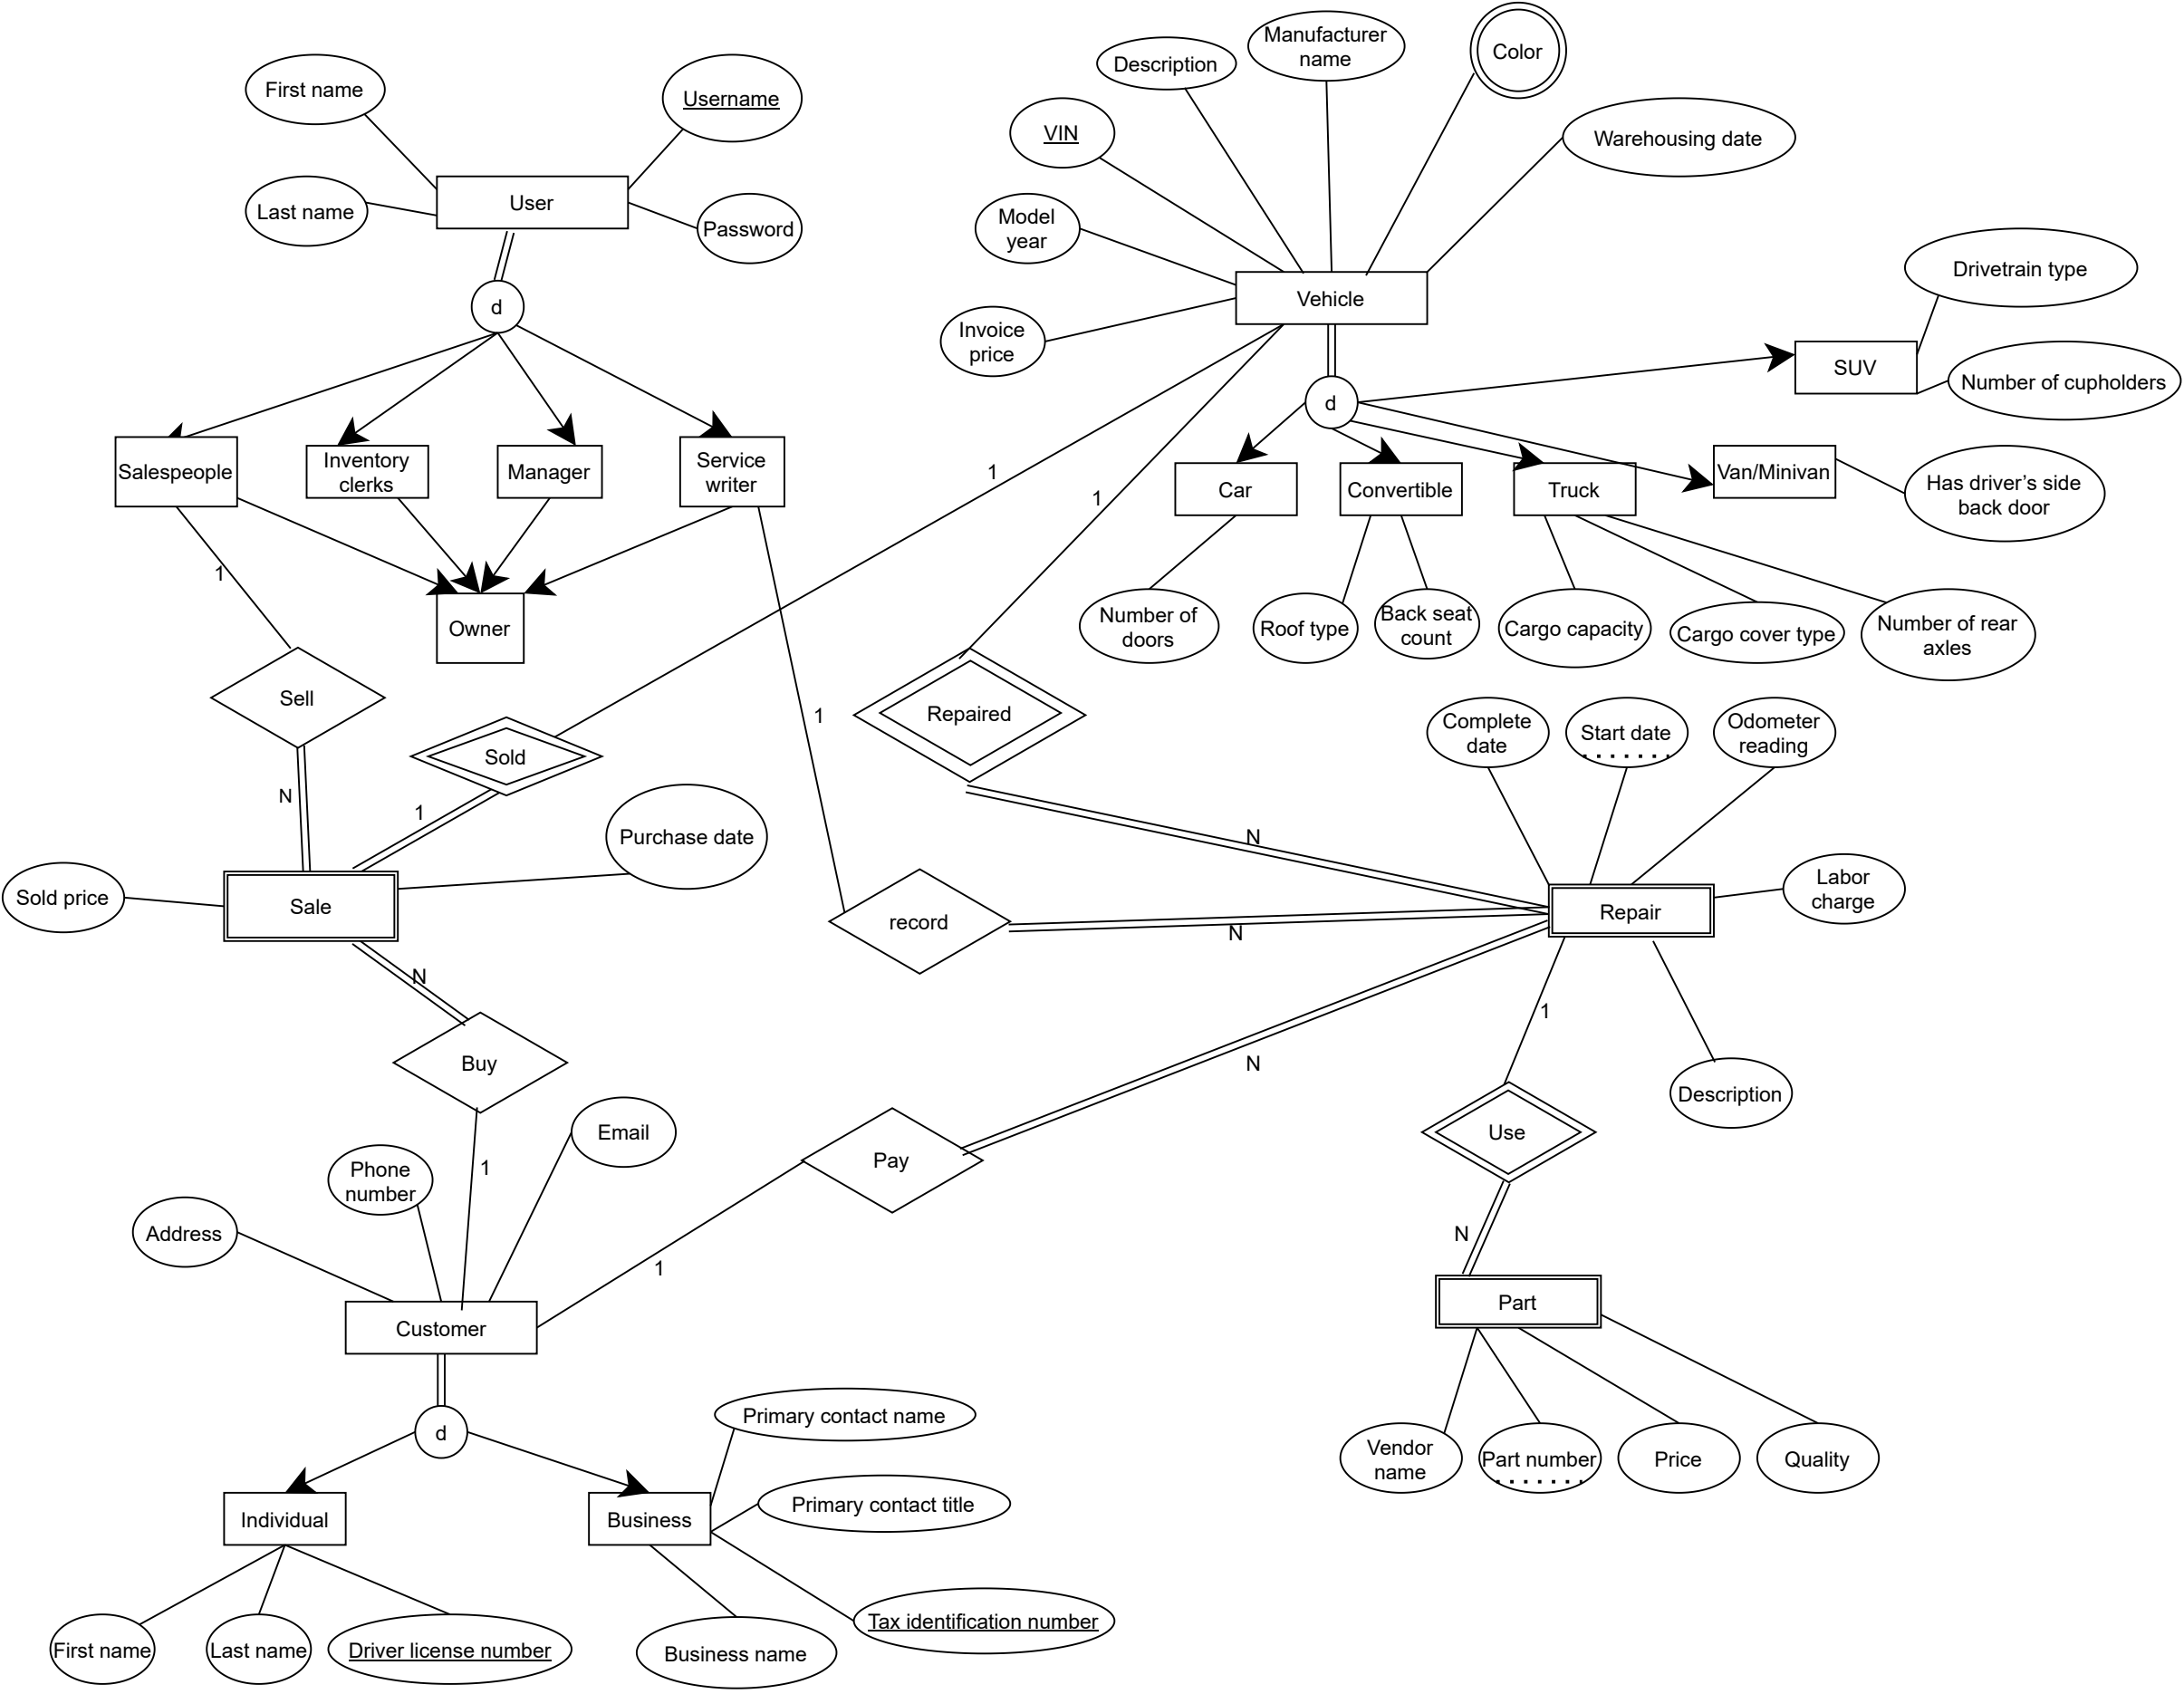 First name
Username
Last name
User
Password
d
Salespeople
Inventory
clerks
Manager
Service
writer
Owner
1
Sell
N
Sold
1
1
Sold price
Sale
Purchase date
N
Buy
1
Address
Phone
number
Email
Customer
d
Individual
Business
First name
Last name
Driver license number
Primary contact name
Primary contact title
Tax identification number
Business name
Description
Manufacturer
name
Color
VIN
Warehousing date
Model
year
Invoice
price
Vehicle
d
Drivetrain type
SUV
Number of cupholders
Car
Convertible
Truck
Van/Minivan
Has driver’s side
back door
Number of
doors
Roof type
Back seat
count
Cargo capacity
Cargo cover type
Number of rear
axles
1
Repaired
N
1
record
N
Complete
date
Start date
Odometer
reading
Repair
Labor
charge
Description
N
Pay
1
1
Use
N
Part
Vendor
name
Part number
Price
Quality